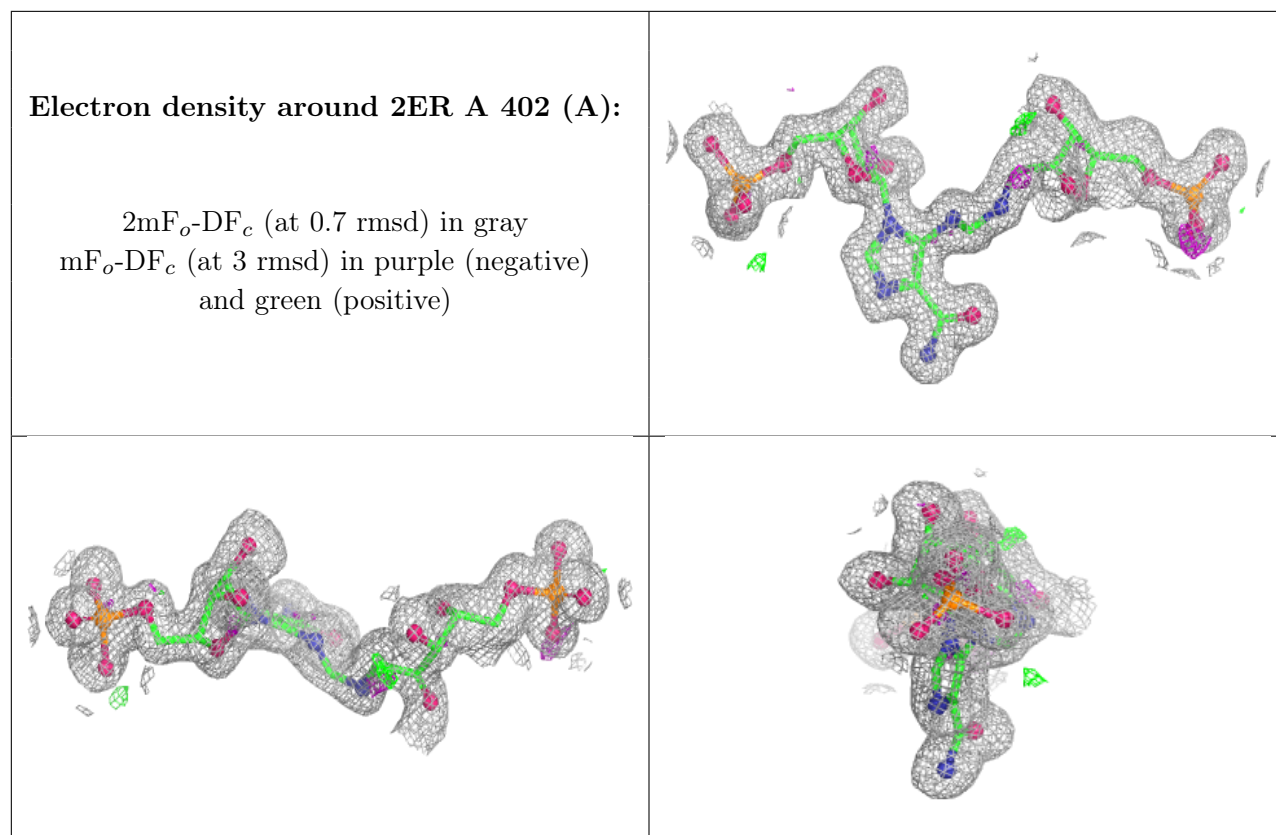 Electron density around 2ER A 402 (A):
2mFₒ-DF𝒸 (at 0.7 rmsd) in gray
mFₒ-DF𝒸 (at 3 rmsd) in purple (negative)
and green (positive)